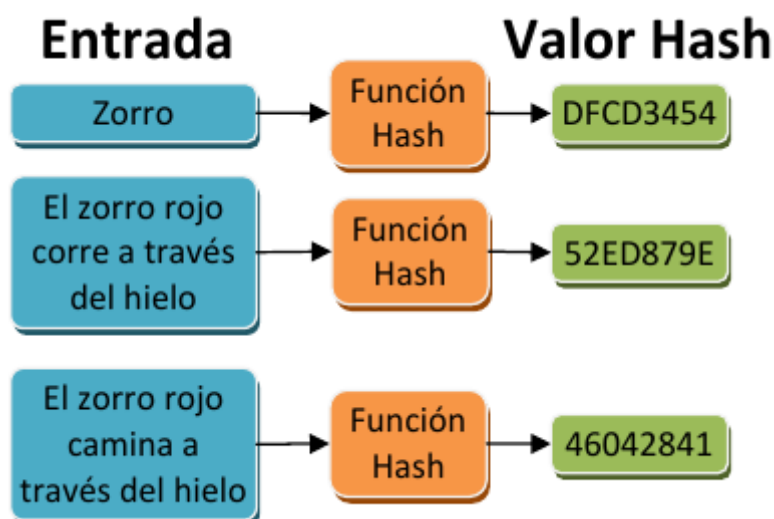 Entrada
Valor Hash
Zorro
Función
Hash
DFCD3454
El zorro rojo
corre a través
del hielo
Función
Hash
52ED879E
El zorro rojo
camina a
través del hielo
Función
Hash
46042841